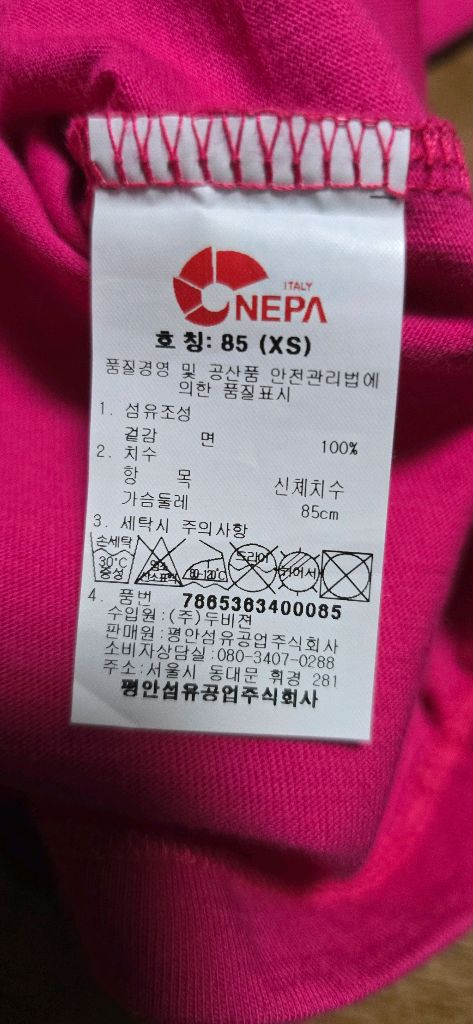 ITALY
NEPA
호 칭: 85 (XS)
품질경영 및 공산품 안전관리법에
의한 품질표시
1. 섬유조성
겉감 면 100%
2. 치수
항 목 신체치수
가슴둘레 85cm
3. 세탁시 주의사항
손세탁
30°C
중성
80-120°C
드라이
4. 품번 7865363400085
수입원:(주)두비젼
판매원:평안섬유공업주식회사
소비자상담실:080-3407-0288
주소:서울시 동대문 휘경 281
평안섬유공업주식회사